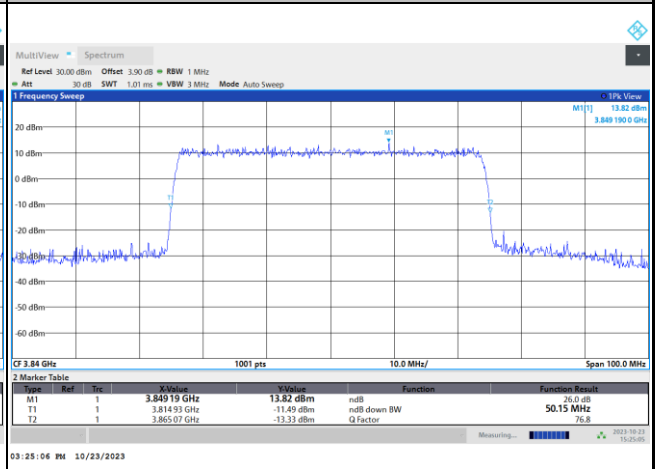 MultiView Spectrum
Ref Level 30.00 dBm Offset 3.90 dB RBW 1 MHz
Att 30 dB SWT 1.01 ms VBW 3 MHz Mode Auto Sweep
1 Frequency Sweep 1Pk View
M1[1] 13.82 dBm
3.849 190 0 GHz
20 dBm
M1
10 dBm
0 dBm
T1
-10 dBm
T2
-20 dBm
-30 dBm
-40 dBm
-50 dBm
-60 dBm
CF 3.84 GHz 1001 pts 10.0 MHz/ Span 100.0 MHz
2 Marker Table
Type Ref Trc X-Value Y-Value Function Function Result
M1 1 3.849 19 GHz 13.82 dBm ndB 26.0 dB
T1 1 3.814 93 GHz -11.49 dBm ndB down BW 50.15 MHz
T2 1 3.865 07 GHz -13.33 dBm Q Factor 76.8
Measuring... 2023-10-23
15:25:05
03:25:06 PM 10/23/2023